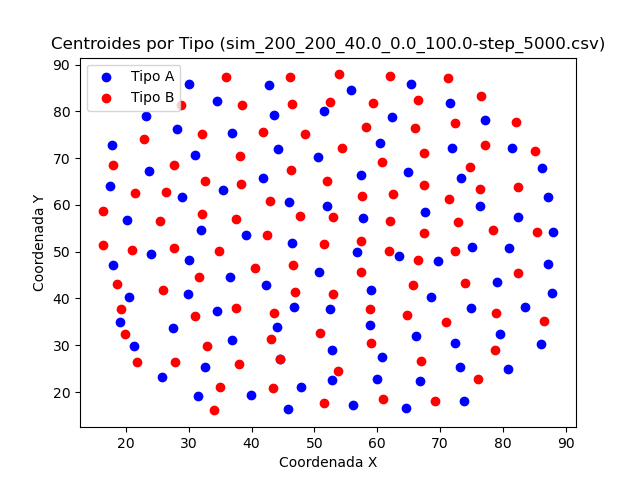 Centroides por Tipo (sim_200_200_40.0_0.0_100.0-step_5000.csv)
Tipo A
Tipo B
Coordenada Y
90
80
70
60
50
40
30
20
20 30 40 50 60 70 80 90
Coordenada X